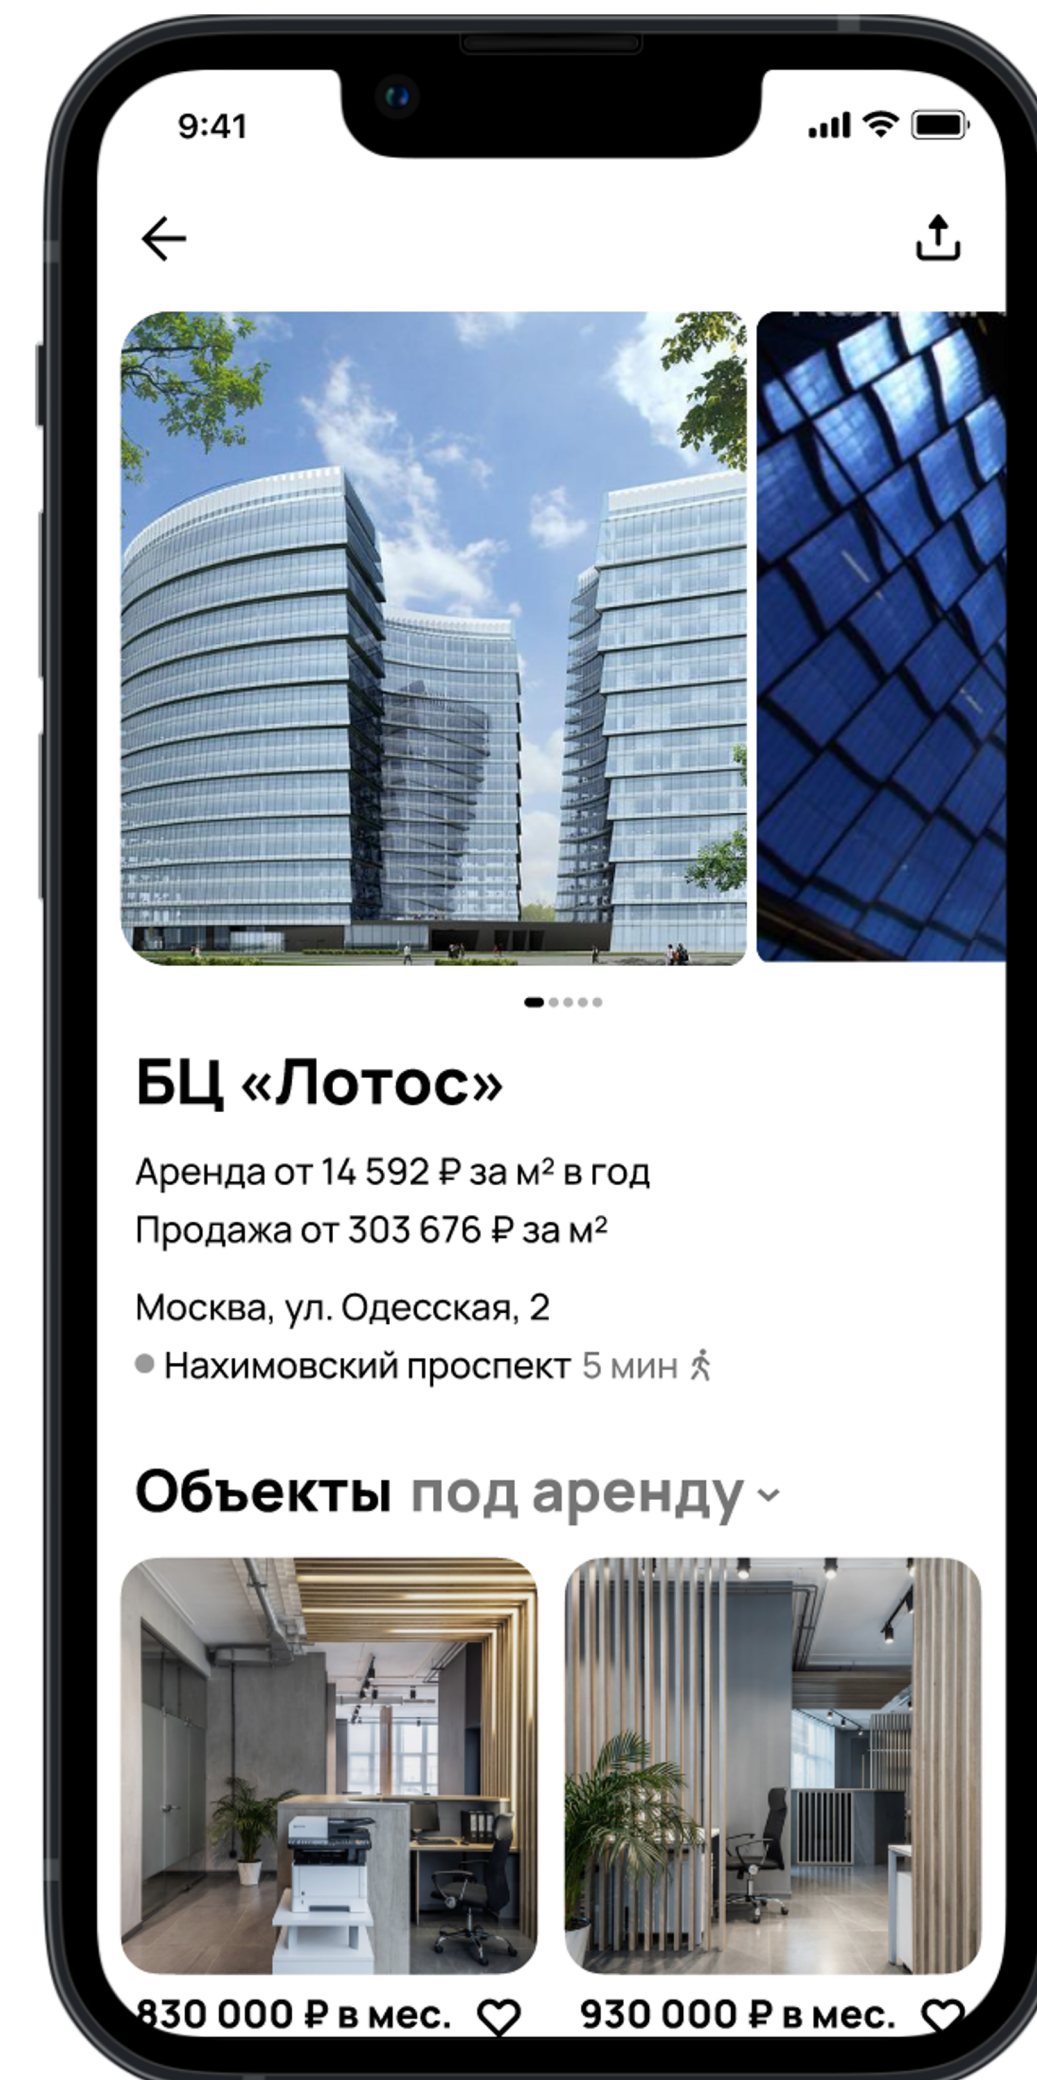 9:41
БЦ «Лотос»
Аренда от 14 592 ₽ за м² в год
Продажа от 303 676 ₽ за м²
Москва, ул. Одесская, 2
Нахимовский проспект 5 мин
Объекты под аренду
830 000 ₽ в мес.
930 000 ₽ в мес.